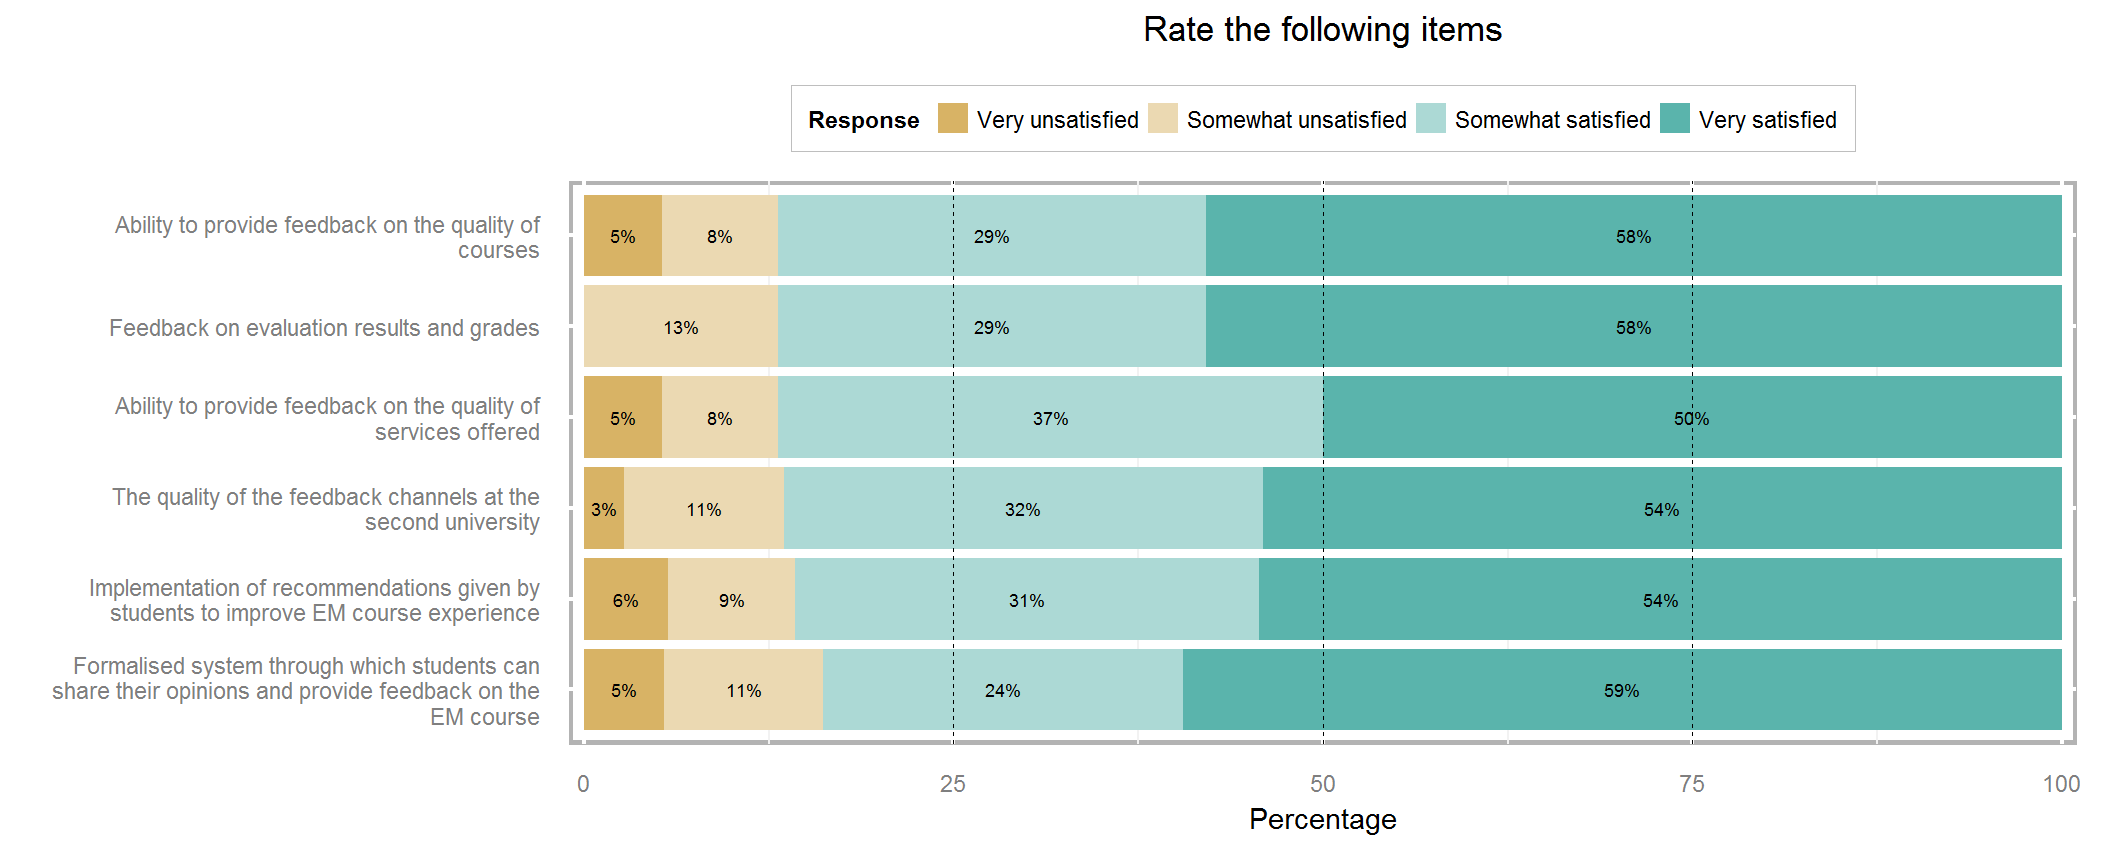 Rate the following items
Response Very unsatisfied Somewhat unsatisfied Somewhat satisfied Very satisfied
Ability to provide feedback on the quality of
courses
5% 8% 29% 58%
Feedback on evaluation results and grades
13% 29% 58%
Ability to provide feedback on the quality of
services offered
5% 8% 37% 50%
The quality of the feedback channels at the
second university
3% 11% 32% 54%
Implementation of recommendations given by
students to improve EM course experience
6% 9% 31% 54%
Formalised system through which students can
share their opinions and provide feedback on the
EM course
5% 11% 24% 59%
0 25 50 75 100
Percentage